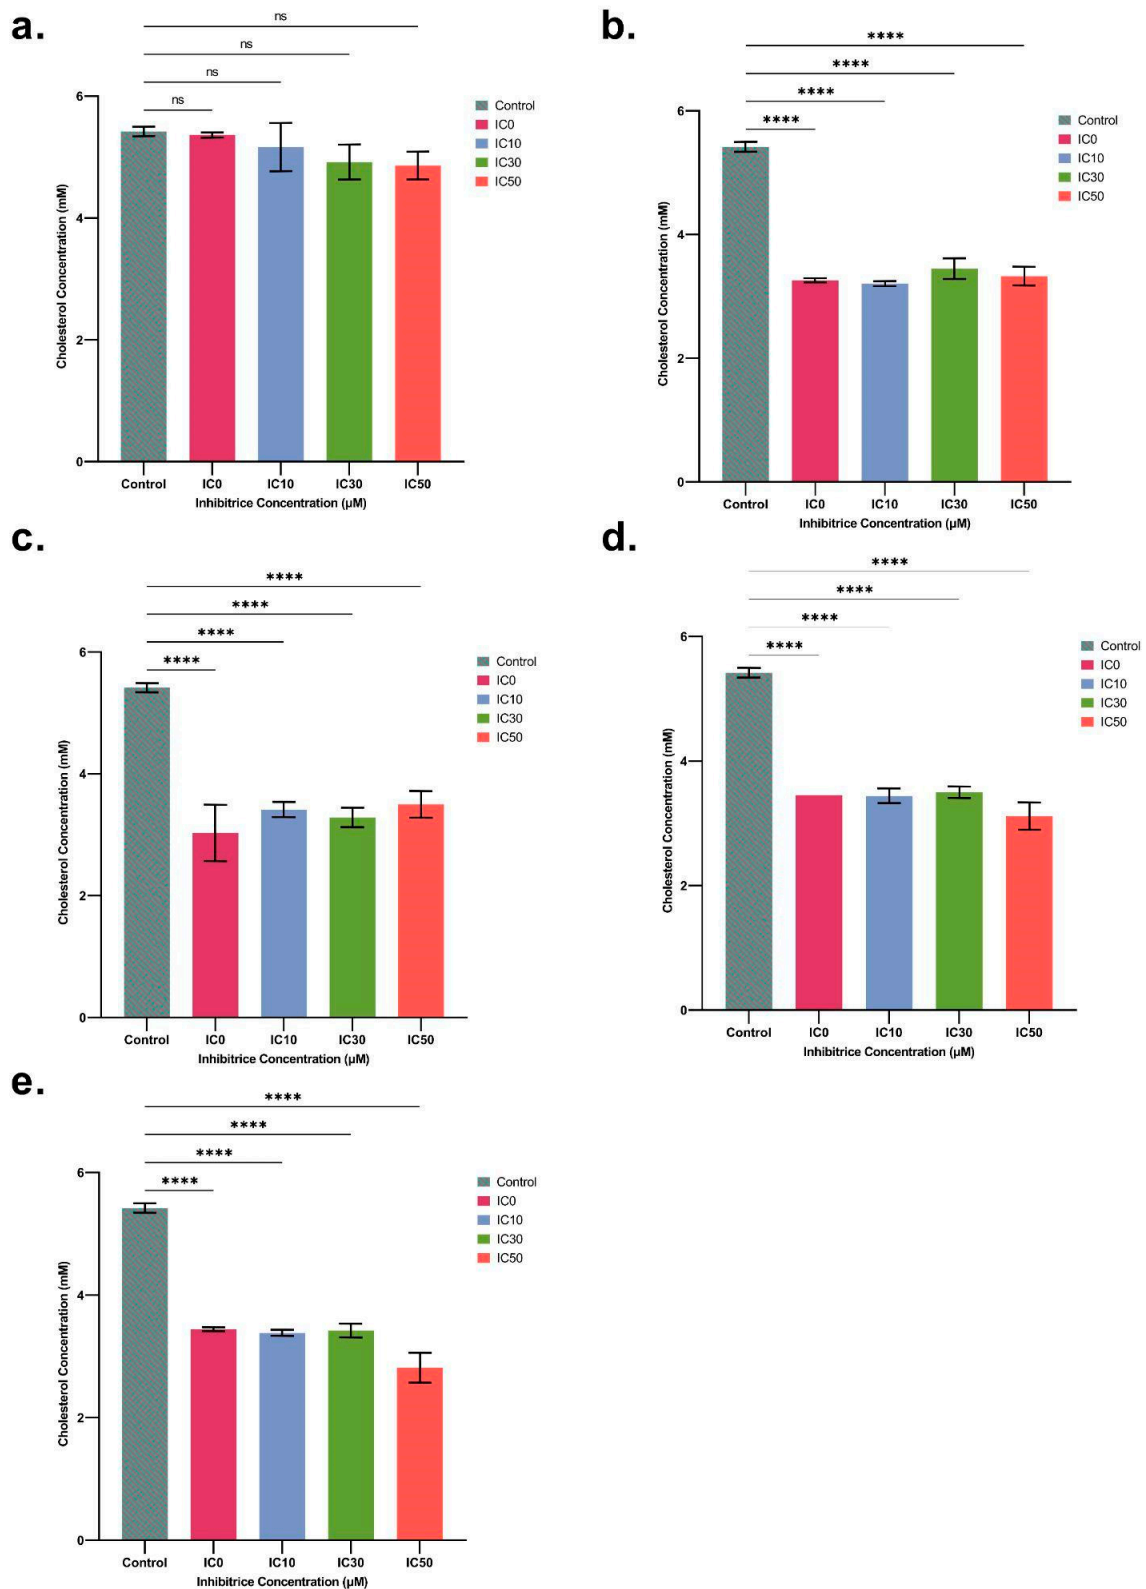 a.
ns
ns
ns
ns
6
4
2
0
Cholesterol Concentration (mM)
Control
IC0
IC10
IC30
IC50
Control IC0 IC10 IC30 IC50
Inhibitrice Concentration (µM)
b.
****
****
****
****
6
4
2
0
Cholesterol Concentration (mM)
Control
IC0
IC10
IC30
IC50
Control IC0 IC10 IC30 IC50
Inhibitrice Concentration (µM)
c.
****
****
****
****
6
4
2
0
Cholesterol Concentration (mM)
Control
IC0
IC10
IC30
IC50
Control IC0 IC10 IC30 IC50
Inhibitrice Concentration (µM)
d.
****
****
****
****
6
4
2
0
Cholesterol Concentration (mM)
Control
IC0
IC10
IC30
IC50
Control IC0 IC10 IC30 IC50
Inhibitrice Concentration (µM)
e.
****
****
****
****
6
4
2
0
Cholesterol Concentration (mM)
Control
IC0
IC10
IC30
IC50
Control IC0 IC10 IC30 IC50
Inhibitrice Concentration (µM)